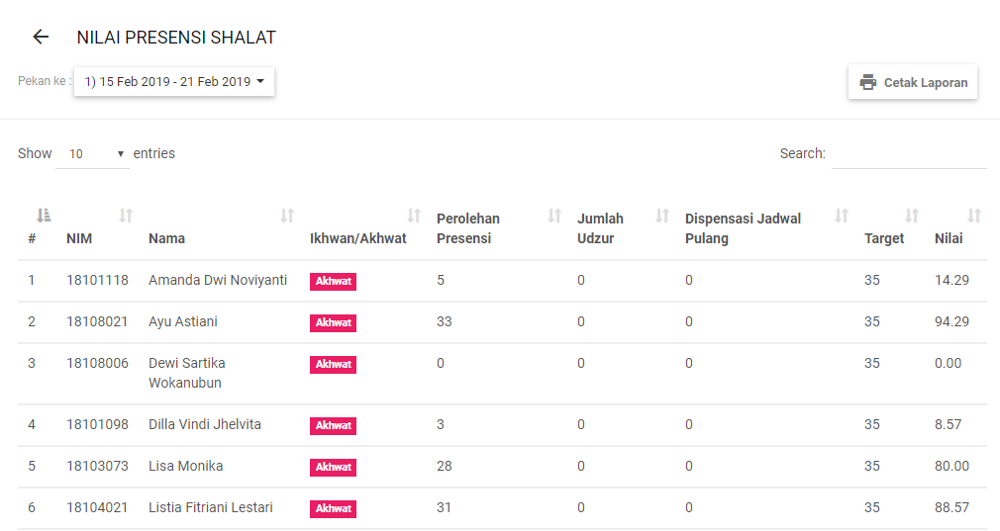 NILAI PRESENSI SHALAT
Pekan ke : 1) 15 Feb 2019 - 21 Feb 2019
Cetak Laporan
Show 10 entries
Search:
# NIM Nama Ikhwan/Akhwat Perolehan Presensi Jumlah Udzur Dispensasi Jadwal Pulang Target Nilai
1 18101118 Amanda Dwi Noviyanti Akhwat 5 0 0 35 14.29
2 18108021 Ayu Astiani Akhwat 33 0 0 35 94.29
3 18108006 Dewi Sartika Wokanubun Akhwat 0 0 0 35 0.00
4 18101098 Dilla Vindi Jhelvita Akhwat 3 0 0 35 8.57
5 18103073 Lisa Monika Akhwat 28 0 0 35 80.00
6 18104021 Listia Fitriani Lestari Akhwat 31 0 0 35 88.57